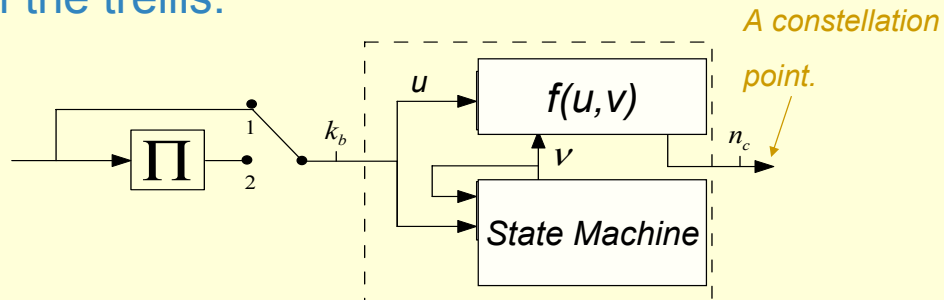 f the trellis.
A constellation
point.
u
f(u,v)
1
k_b
n_c
Π
ν
2
State Machine